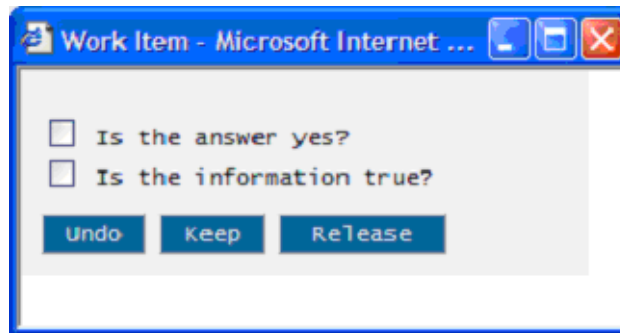 Work Item - Microsoft Internet ...
Is the answer yes?
Is the information true?
Undo Keep Release